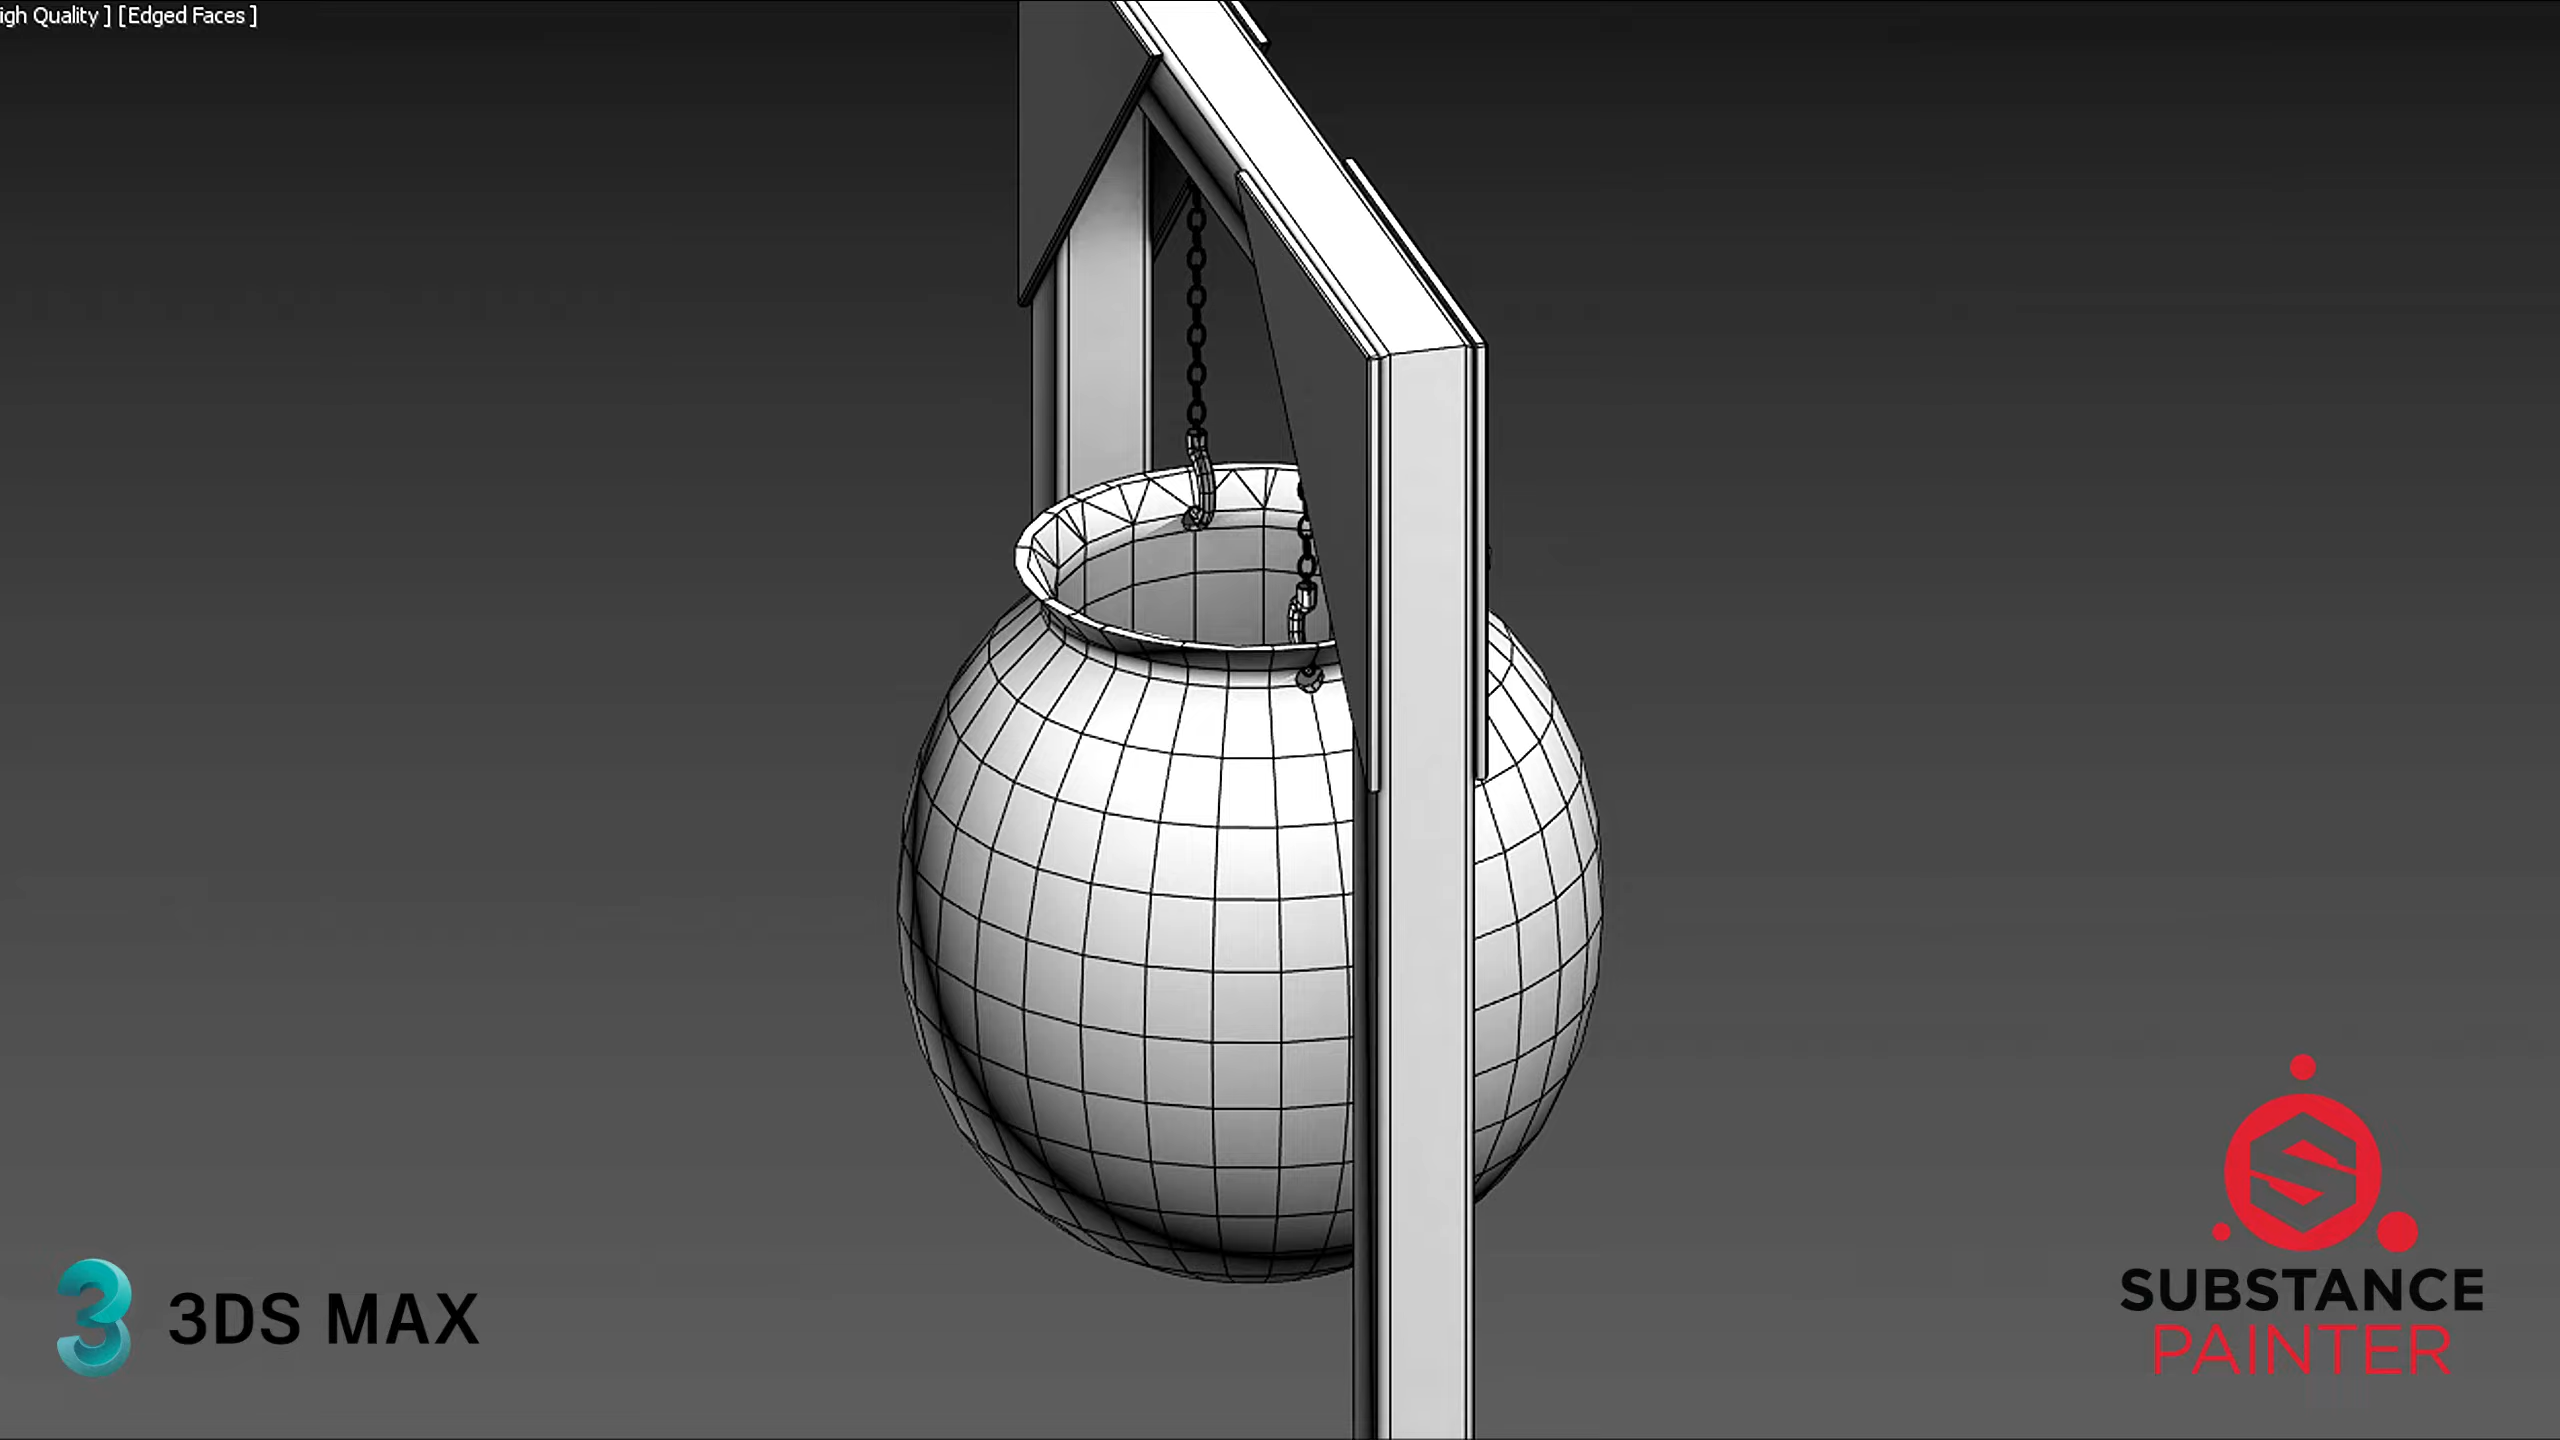 igh Quality ] [Edged Faces ]
3DS MAX
SUBSTANCE
PAINTER